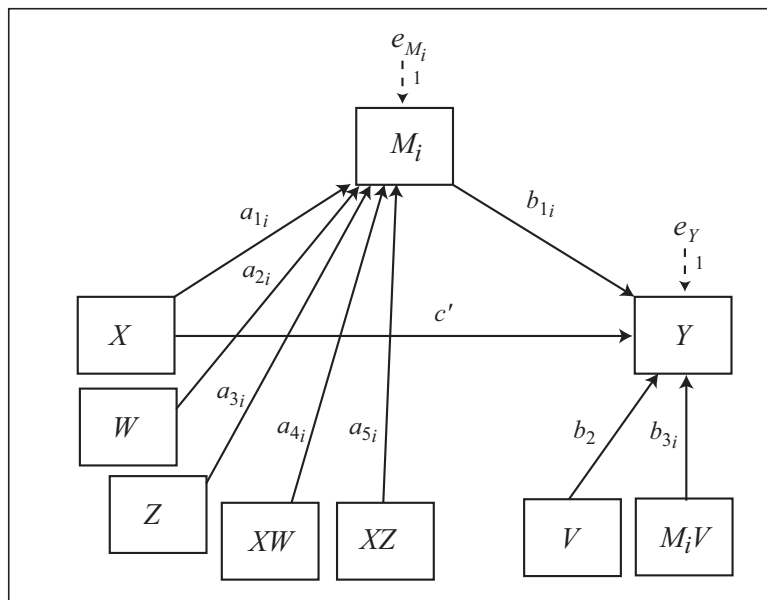 e_{M_i}
1
M_i
a_{1i}
b_{1i}
e_Y
1
a_{2i}
X
c′
Y
a_{3i}
a_{4i}
a_{5i}
b_2
b_{3i}
W
Z
XW
XZ
V
M_iV